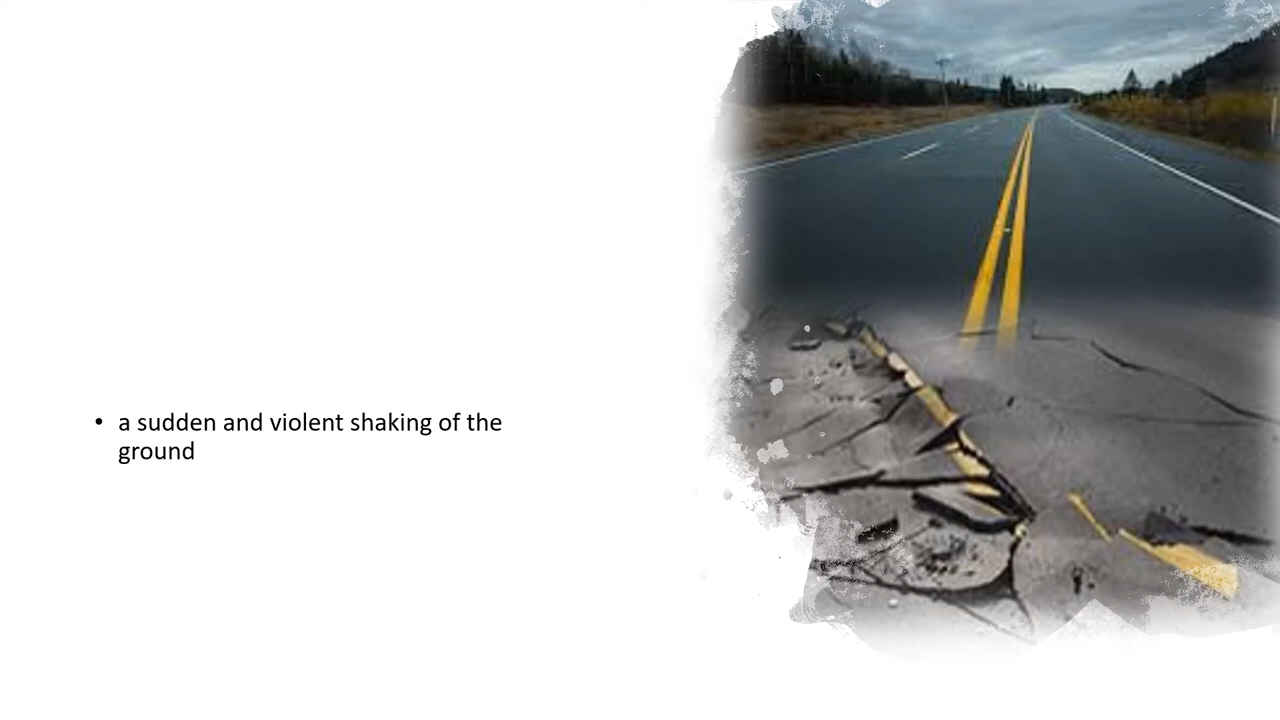 • a sudden and violent shaking of the
ground